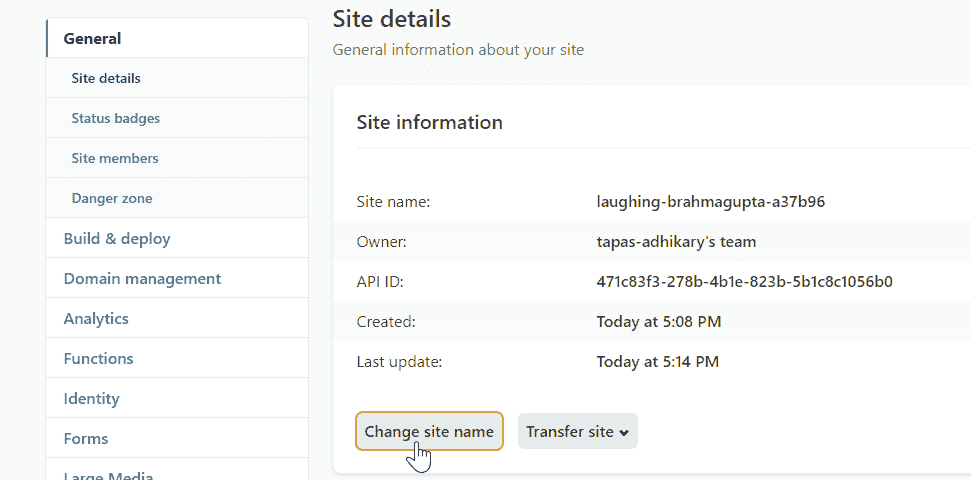 General
Site details
Status badges
Site members
Danger zone
Build & deploy
Domain management
Analytics
Functions
Identity
Forms
Large Media
Site details
General information about your site
Site information
Site name: laughing-brahmagupta-a37b96
Owner: tapas-adhikary's team
API ID: 471c83f3-278b-4b1e-823b-5b1c8c1056b0
Created: Today at 5:08 PM
Last update: Today at 5:14 PM
Change site name Transfer site